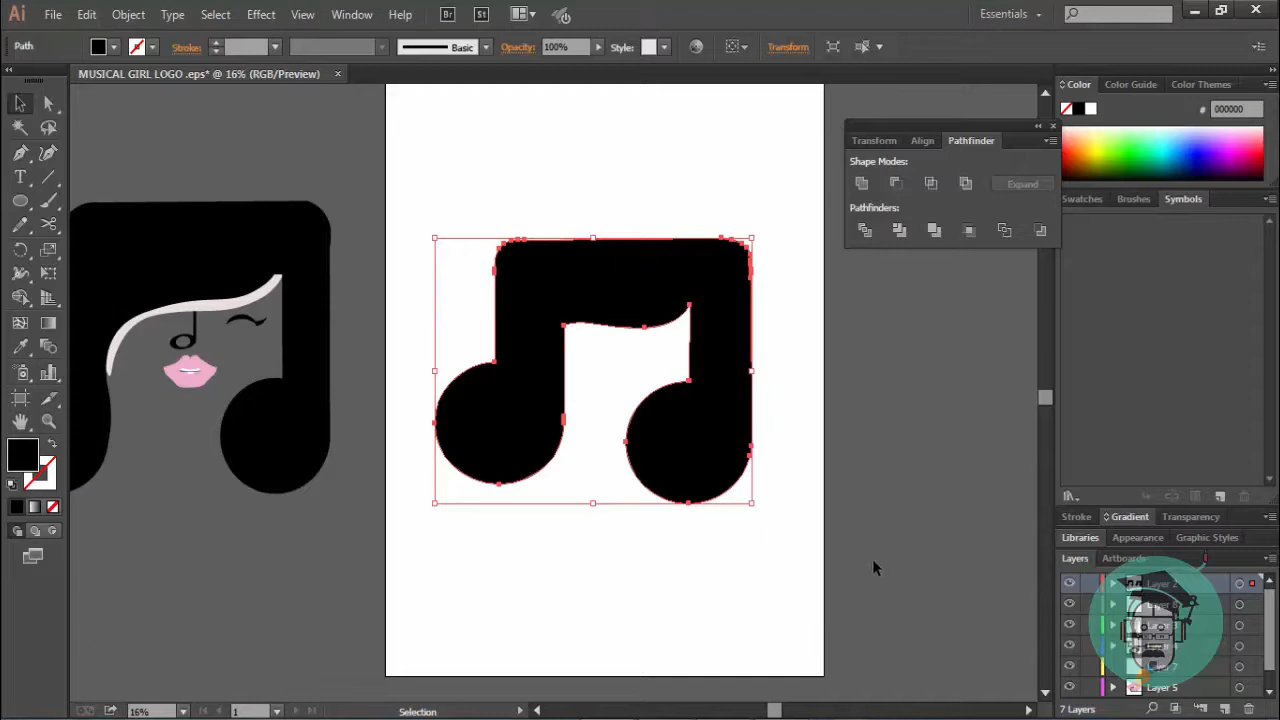 Ai File Edit Object Type Select Effect View Window Help Br St Essentials
Path Stroke: Basic Opacity: 100% Style: Transform
MUSICAL GIRL LOGO .eps* @ 16% (RGB/Preview) ×
Color Color Guide Color Themes
# 000000
Transform Align Pathfinder
Shape Modes:
Expand
Pathfinders:
Swatches Brushes Symbols
Stroke Gradient Transparency
Libraries Appearance Graphic Styles
Layers Artboards
Layer 5
7 Layers
16% 1 Selection